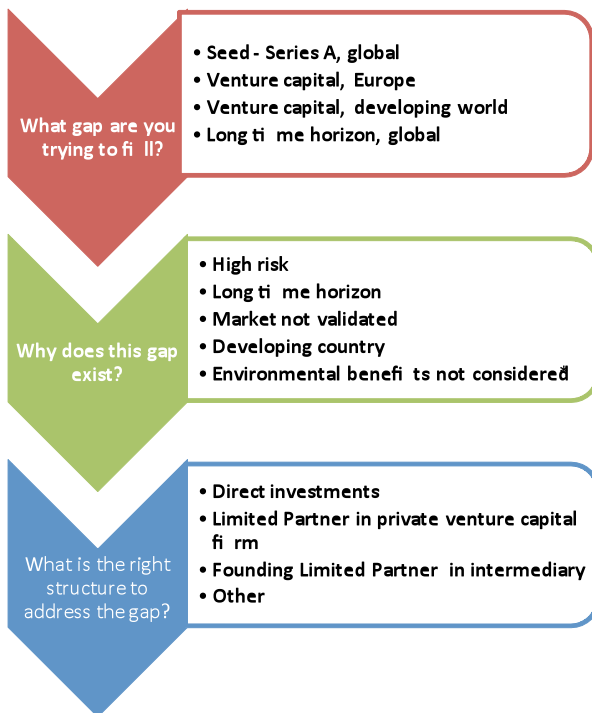 What gap are you
trying to fi ll?
• Seed - Series A, global
• Venture capital, Europe
• Venture capital, developing world
• Long ti me horizon, global
Why does this gap
exist?
• High risk
• Long ti me horizon
• Market not validated
• Developing country
• Environmental benefi ts not considered*
What is the right
structure to
address the gap?
• Direct investments
• Limited Partner in private venture capital
fi rm
• Founding Limited Partner in intermediary
• Other